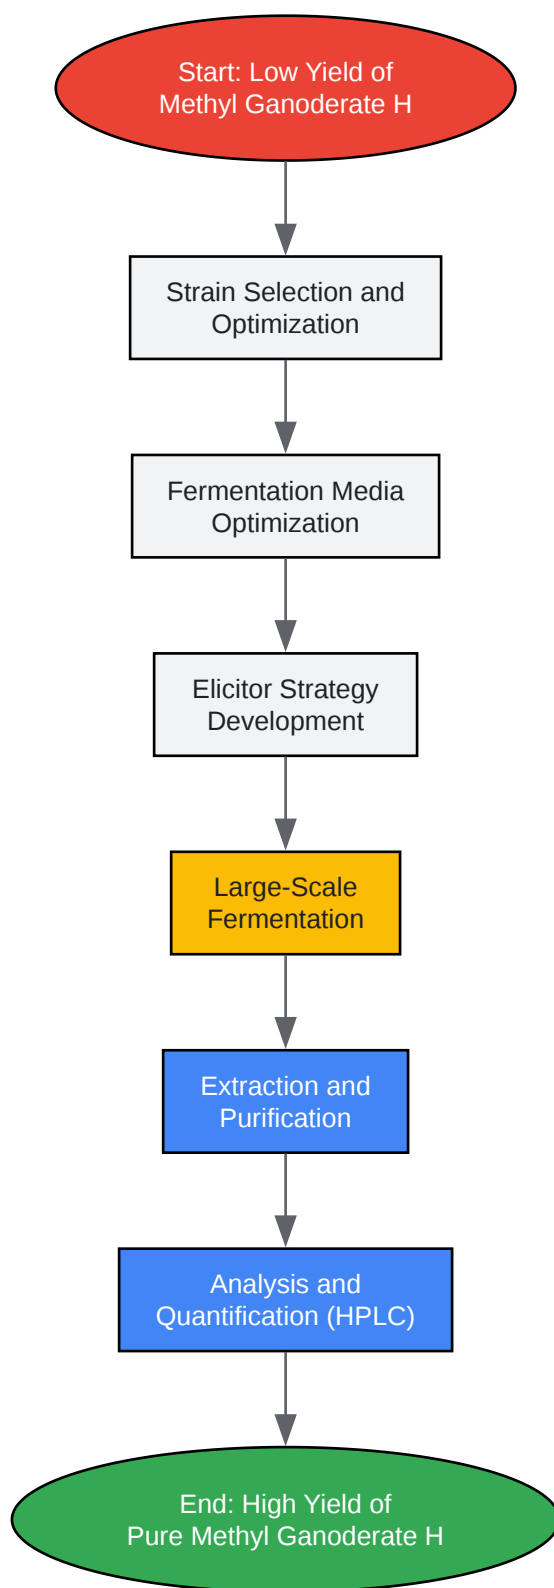 Start: Low Yield of
Methyl Ganoderate H
Strain Selection and
Optimization
Fermentation Media
Optimization
Elicitor Strategy
Development
Large-Scale
Fermentation
Extraction and
Purification
Analysis and
Quantification (HPLC)
End: High Yield of
Pure Methyl Ganoderate H